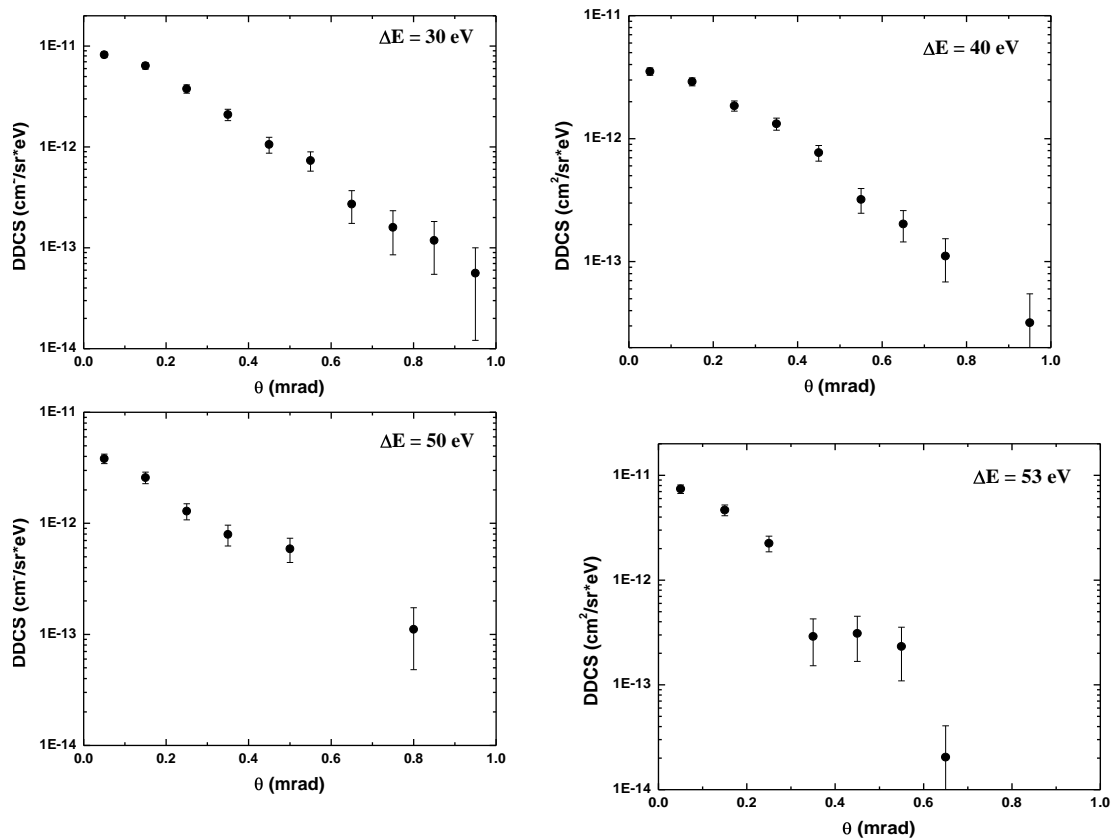 ΔE = 30 eV
1E-11
1E-12
1E-13
1E-14
DDCS (cm⁻/sr*eV)
0.0 0.2 0.4 0.6 0.8 1.0
θ (mrad)
ΔE = 40 eV
1E-11
1E-12
1E-13
DDCS (cm²/sr*eV)
0.0 0.2 0.4 0.6 0.8 1.0
θ (mrad)
ΔE = 50 eV
1E-11
1E-12
1E-13
1E-14
DDCS (cm⁻/sr*eV)
0.0 0.2 0.4 0.6 0.8 1.0
θ (mrad)
ΔE = 53 eV
1E-11
1E-12
1E-13
1E-14
DDCS (cm²/sr*eV)
0.0 0.2 0.4 0.6 0.8 1.0
θ (mrad)